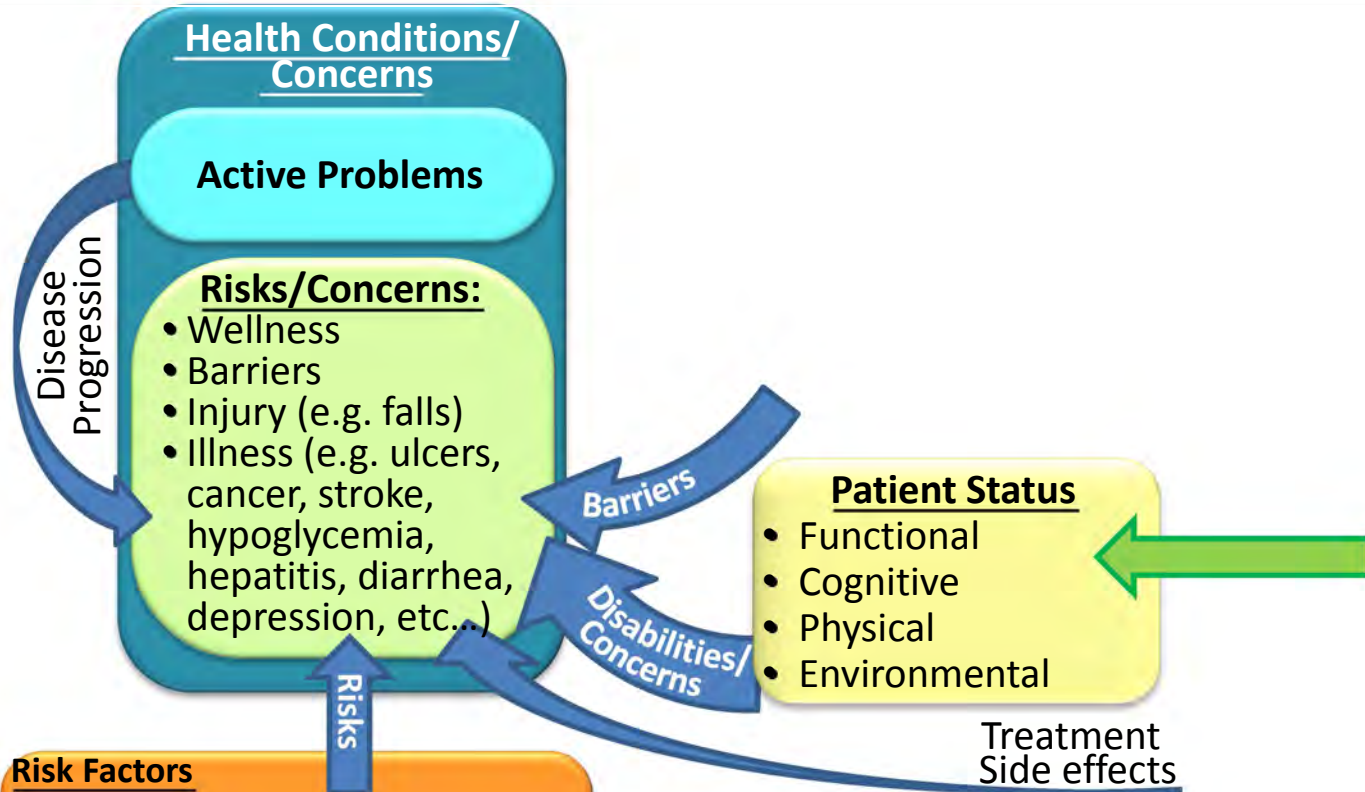 Health Conditions/
Concerns
Active Problems
Disease
Progression
Risks/Concerns:
• Wellness
• Barriers
• Injury (e.g. falls)
• Illness (e.g. ulcers,
cancer, stroke,
hypoglycemia,
hepatitis, diarrhea,
depression, etc...)
Barriers
Disabilities/
Concerns
Patient Status
• Functional
• Cognitive
• Physical
• Environmental
Risks
Treatment
Side effects
Risk Factors